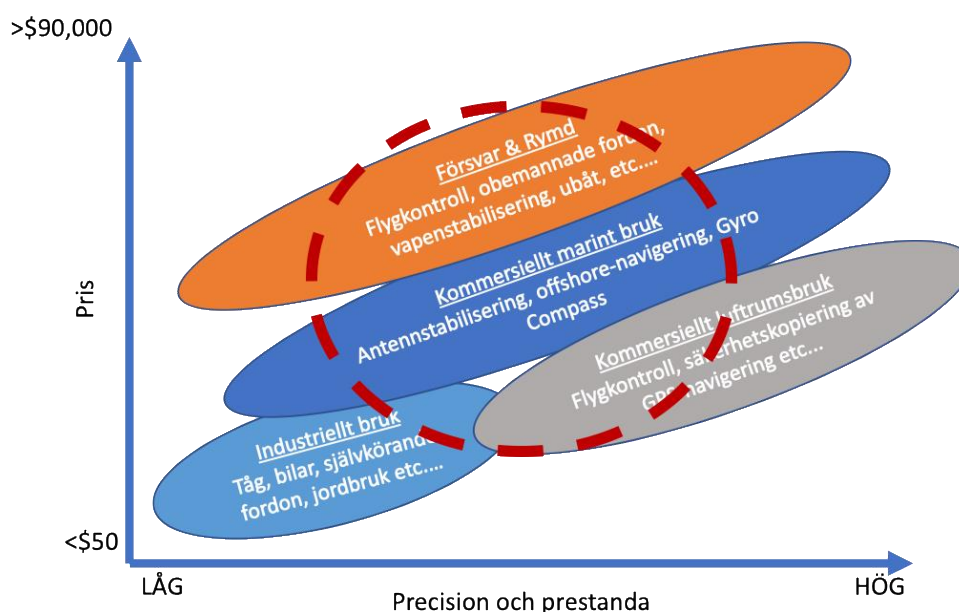 >$90,000
Försvar & Rymd
Flygkontroll, obemannade fordon,
vapenstabilisering, ubåt, etc....
Kommersiellt marint bruk
Antennstabilisering, offshore-navigering, Gyro
Compass
Kommersiellt luftrumsbruk
Flygkontroll, säkerhetskopiering av
GPS-navigering etc...
Industriellt bruk
Tåg, bilar, självkörande
fordon, jordbruk etc....
Pris
<$50
LÅG
HÖG
Precision och prestanda